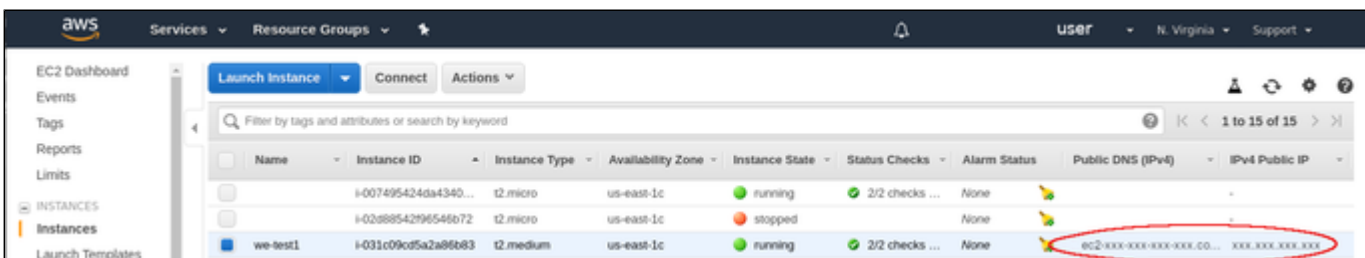 aws Services Resource Groups user N. Virginia Support
EC2 Dashboard
Events
Tags
Reports
Limits
INSTANCES
Instances
Launch Templates
Launch Instance Connect Actions
Filter by tags and attributes or search by keyword 1 to 15 of 15
Name Instance ID Instance Type Availability Zone Instance State Status Checks Alarm Status Public DNS (IPv4) IPv4 Public IP
i-007495424da4340... t2.micro us-east-1c running 2/2 checks ... None -
i-02d88542f96546b72 t2.micro us-east-1c stopped None -
we-test1 i-031c09cd5a2a86b83 t2.medium us-east-1c running 2/2 checks ... None ec2-xxx-xxx-xxx-xxx.co... xxx.xxx.xxx.xxx